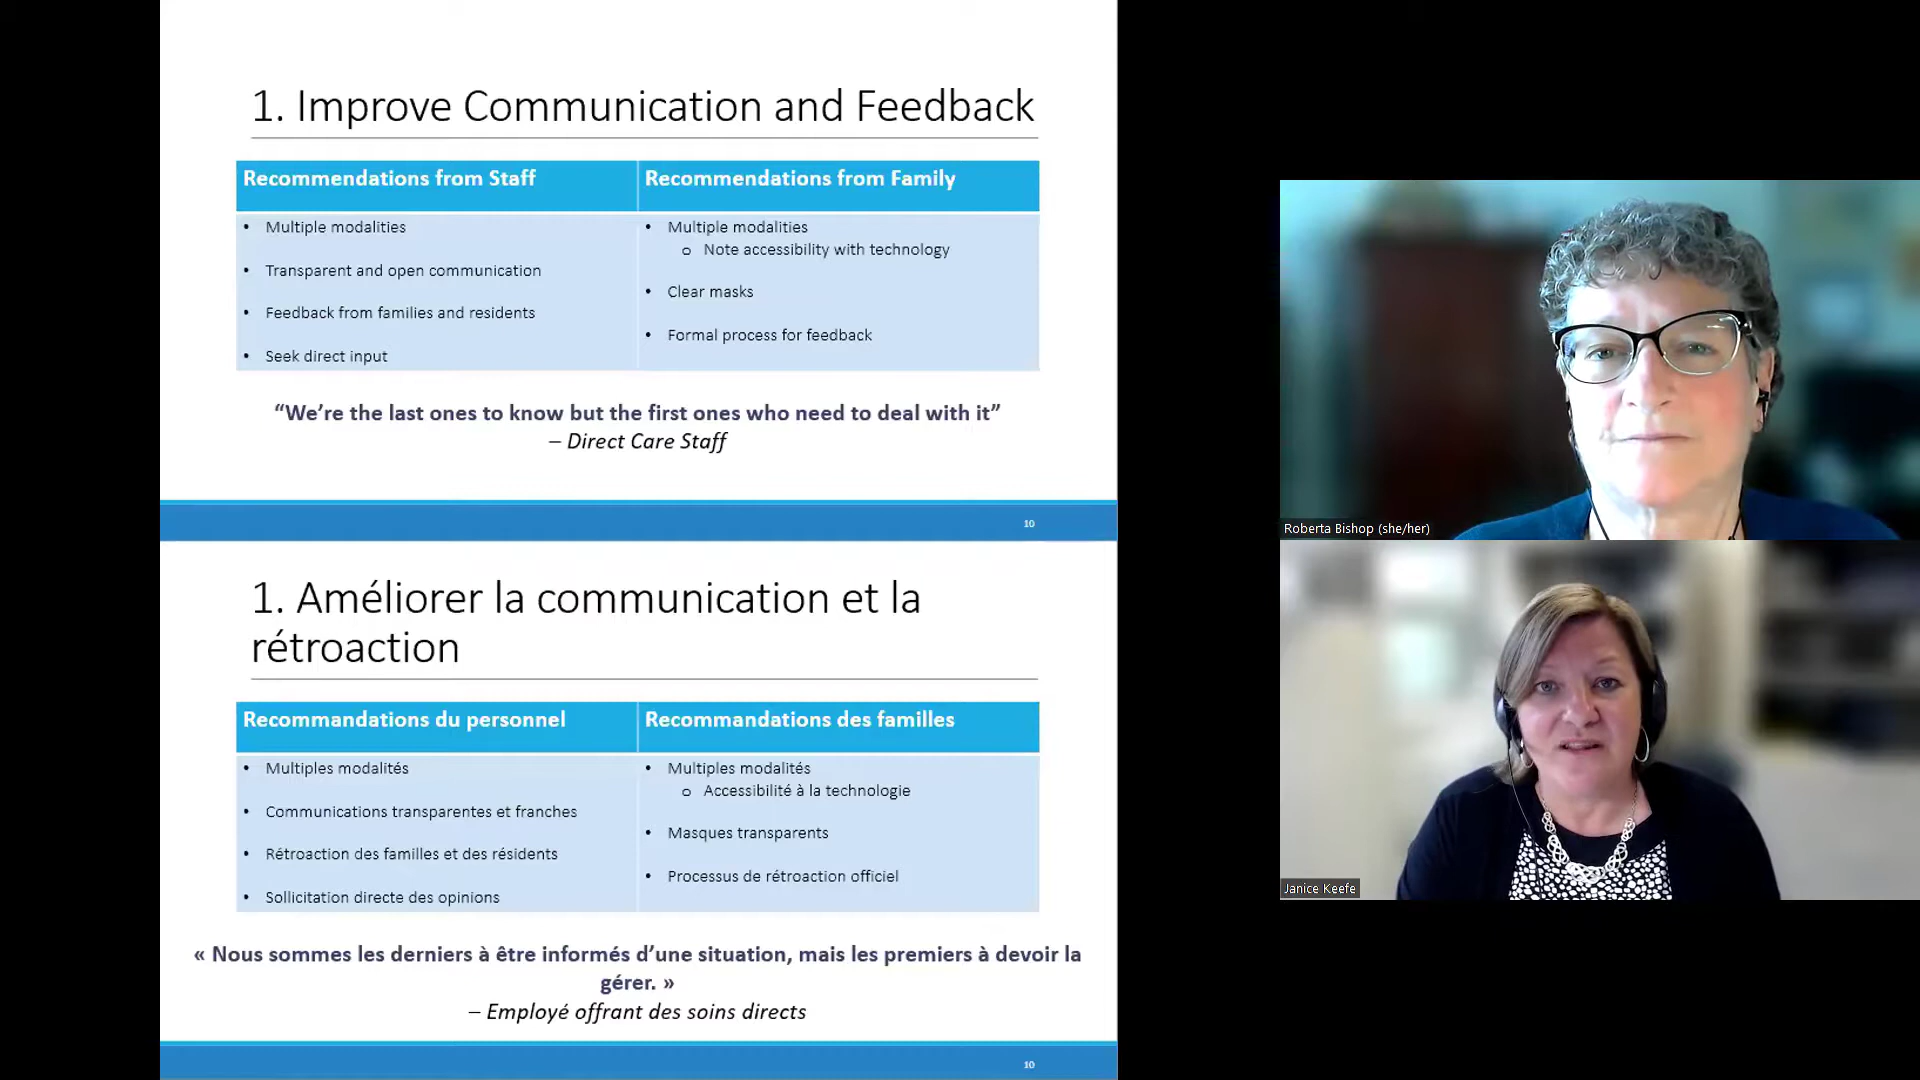 1. Improve Communication and Feedback
Recommendations from Staff
• Multiple modalities
• Transparent and open communication
• Feedback from families and residents
• Seek direct input
Recommendations from Family
• Multiple modalities
o Note accessibility with technology
• Clear masks
• Formal process for feedback
“We’re the last ones to know but the first ones who need to deal with it”
– Direct Care Staff
10
1. Améliorer la communication et la
rétroaction
Recommandations du personnel
• Multiples modalités
• Communications transparentes et franches
• Rétroaction des familles et des résidents
• Sollicitation directe des opinions
Recommandations des familles
• Multiples modalités
o Accessibilité à la technologie
• Masques transparents
• Processus de rétroaction officiel
« Nous sommes les derniers à être informés d’une situation, mais les premiers à devoir la
gérer. »
– Employé offrant des soins directs
10
Roberta Bishop (she/her)
Janice Keefe